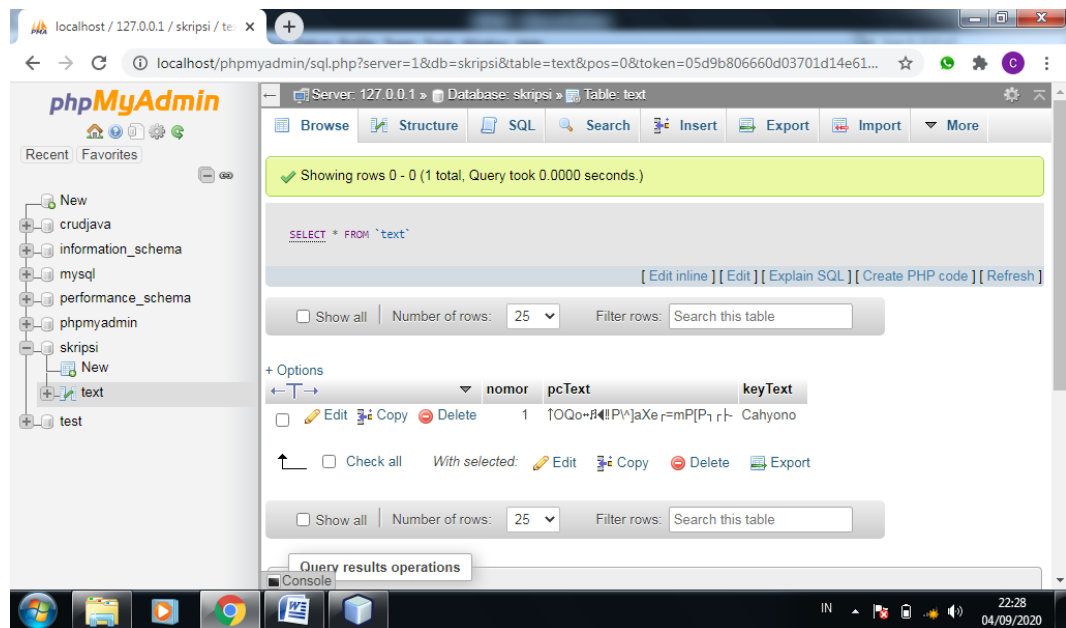 localhost / 127.0.0.1 / skripsi / te
localhost/phpmyadmin/sql.php?server=1&db=skripsi&table=text&pos=0&token=05d9b806660d03701d14e61... C
phpMyAdmin
Recent Favorites
New
crudjava
information_schema
mysql
performance_schema
phpmyadmin
skripsi
New
text
test
Server: 127.0.0.1 » Database: skripsi » Table: text
Browse Structure SQL Search Insert Export Import More
Showing rows 0 - 0 (1 total, Query took 0.0000 seconds.)
SELECT * FROM `text`
[ Edit inline ] [ Edit ] [ Explain SQL ] [ Create PHP code ] [ Refresh ]
Show all Number of rows: 25 Filter rows: Search this table
+ Options
nomor pcText keyText
Edit Copy Delete 1 Cahyono
Check all With selected: Edit Copy Delete Export
Show all Number of rows: 25 Filter rows: Search this table
Query results operations
Console
IN 22:28
04/09/2020